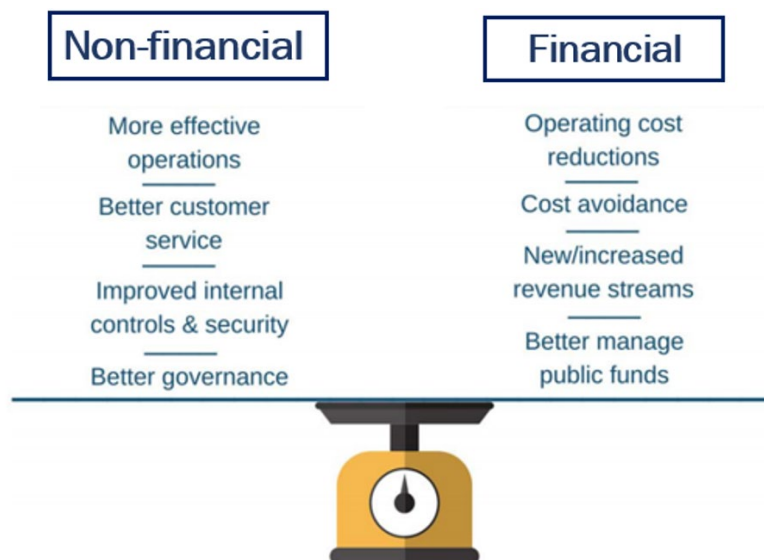 Non-financial
More effective
operations
Better customer
service
Improved internal
controls & security
Better governance
Financial
Operating cost
reductions
Cost avoidance
New/increased
revenue streams
Better manage
public funds